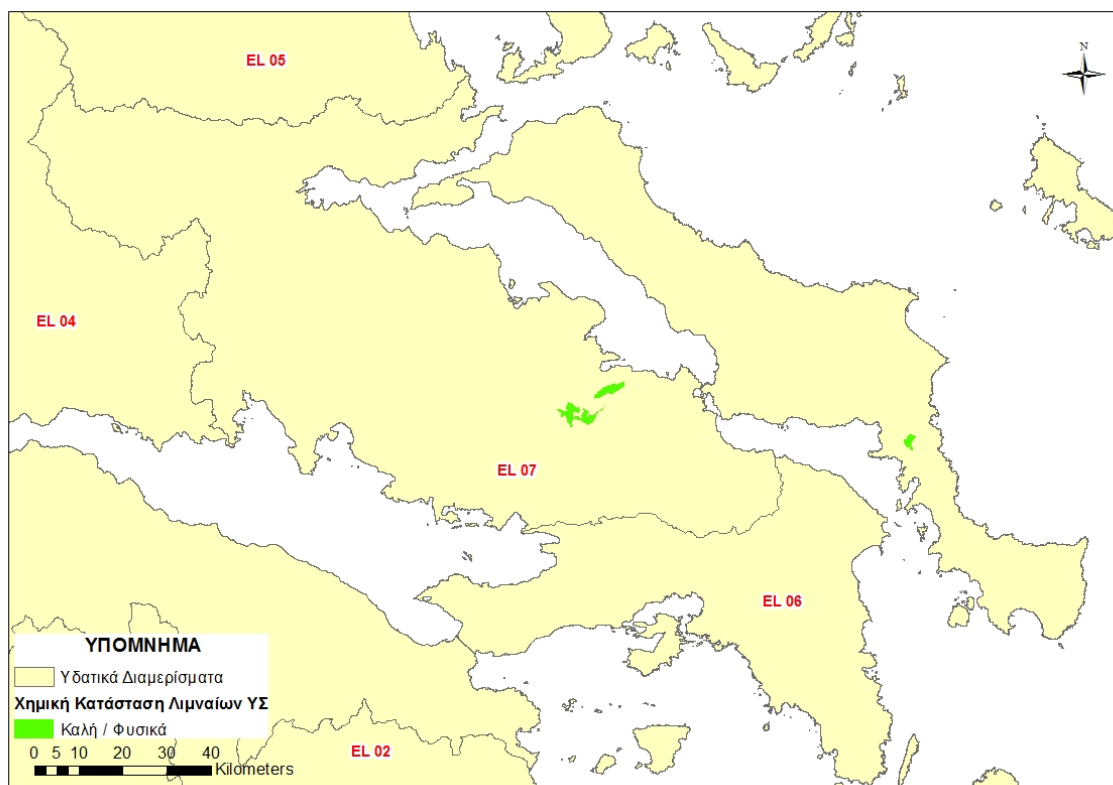 EL 05
N
EL 04
EL 07
EL 06
ΥΠΟΜΝΗΜΑ
Υδατικά Διαμερίσματα
Χημική Κατάσταση Λιμναίων ΥΣ
Καλή / Φυσικά
0 5 10 20 30 40
Kilometers
EL 02